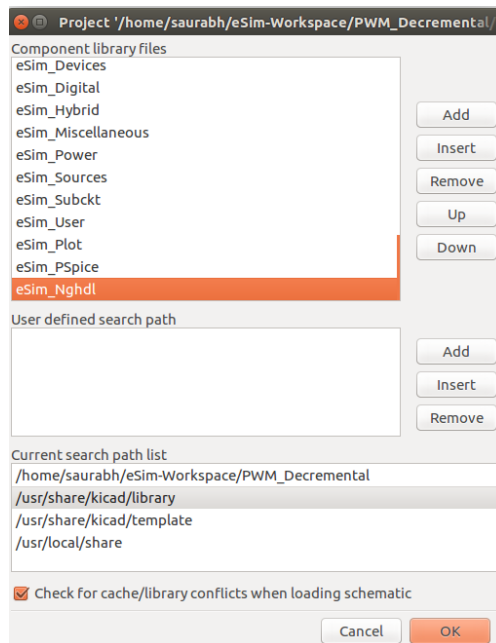 Project '/home/saurabh/eSim-Workspace/PWM_Decremental/
Component library files
eSim_Devices
eSim_Digital
eSim_Hybrid
eSim_Miscellaneous
eSim_Power
eSim_Sources
eSim_Subckt
eSim_User
eSim_Plot
eSim_PSpice
eSim_Nghdl
Add
Insert
Remove
Up
Down
User defined search path
Add
Insert
Remove
Current search path list
/home/saurabh/eSim-Workspace/PWM_Decremental
/usr/share/kicad/library
/usr/share/kicad/template
/usr/local/share
Check for cache/library conflicts when loading schematic
Cancel
OK